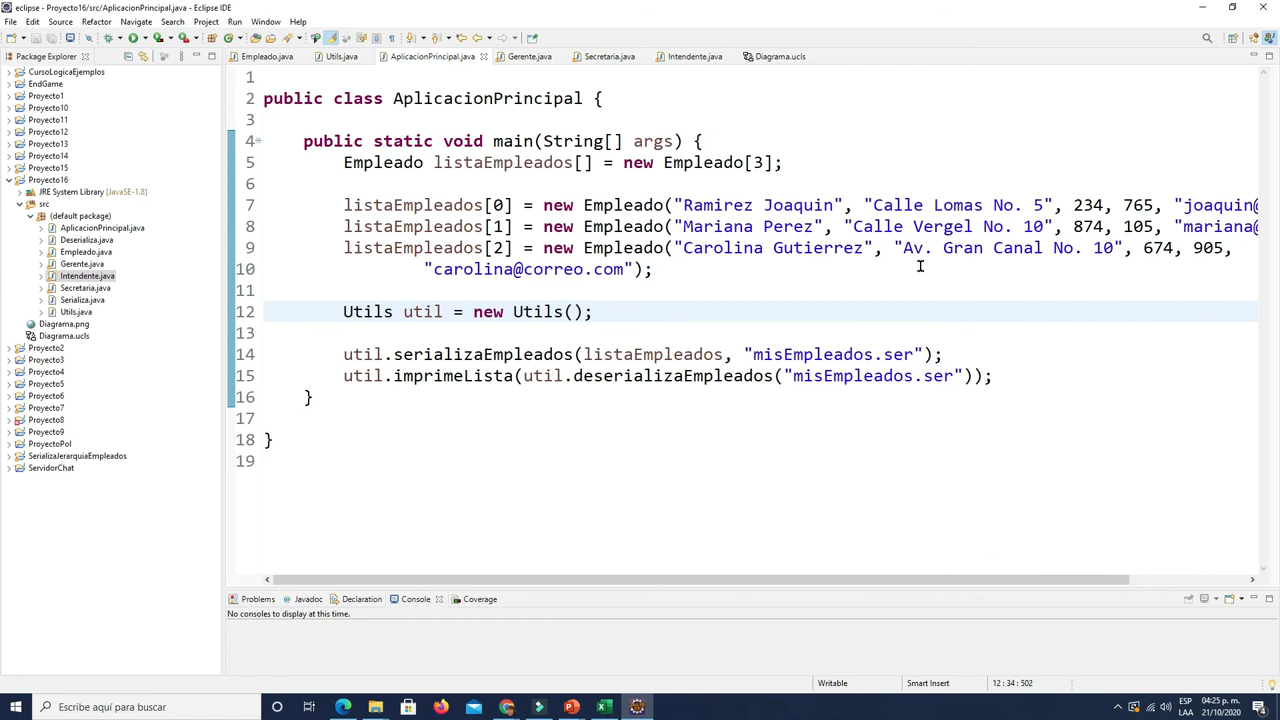 eclipse - Proyecto16/src/AplicacionPrincipal.java - Eclipse IDE
File Edit Source Refactor Navigate Search Project Run Window Help
Package Explorer
Empleado.java Utils.java AplicacionPrincipal.java Gerente.java Secretaria.java Intendente.java Diagrama.ucls
CursoLogicaEjemplos
EndGame
Proyecto1
Proyecto10
Proyecto11
Proyecto12
Proyecto13
Proyecto14
Proyecto15
Proyecto16
JRE System Library [JavaSE-1.8]
src
(default package)
AplicacionPrincipal.java
Deserializa.java
Empleado.java
Gerente.java
Intendente.java
Secretaria.java
Serializa.java
Utils.java
Diagrama.png
Diagrama.ucls
Proyecto2
Proyecto3
Proyecto4
Proyecto5
Proyecto6
Proyecto7
Proyecto8
Proyecto9
ProyectoPol
SerializaJerarquiaEmpleados
ServidorChat
1
2 public class AplicacionPrincipal {
3
4 public static void main(String[] args) {
5 Empleado listaEmpleados[] = new Empleado[3];
6
7 listaEmpleados[0] = new Empleado("Ramirez Joaquin", "Calle Lomas No. 5", 234, 765, "joaquin@
8 listaEmpleados[1] = new Empleado("Mariana Perez", "Calle Vergel No. 10", 874, 105, "mariana@
9 listaEmpleados[2] = new Empleado("Carolina Gutierrez", "Av. Gran Canal No. 10", 674, 905,
10 "carolina@correo.com");
11
12 Utils util = new Utils();
13
14 util.serializaEmpleados(listaEmpleados, "misEmpleados.ser");
15 util.imprimeLista(util.deserializaEmpleados("misEmpleados.ser"));
16 }
17
18 }
19
Problems Javadoc Declaration Console Coverage
No consoles to display at this time.
Writable Smart Insert 12 : 34 : 502
Escribe aquí para buscar
ESP 04:25 p. m.
LAA 21/10/2020
4